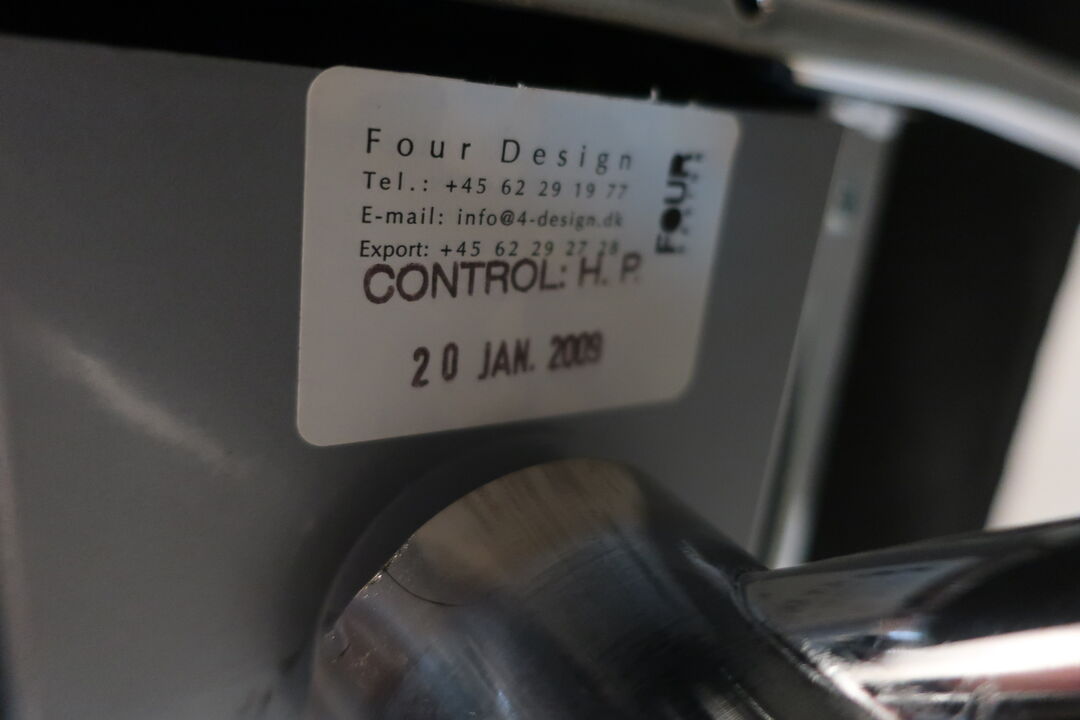 Four Design
Tel.: +45 62 29 19 77
E-mail: info@4-design.dk
Export: +45 62 29 27 28
FOUR
CONTROL: H. P.
20 JAN. 2009